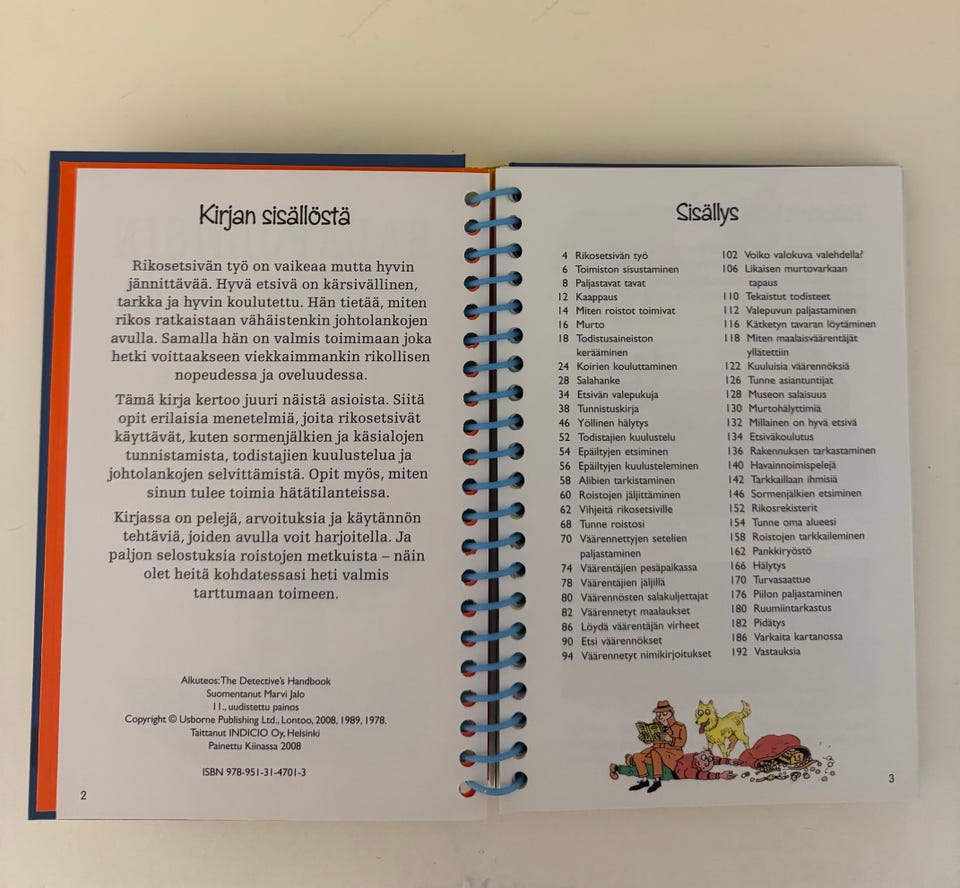 Kirjan sisällöstä
Rikosetsivän työ on vaikeaa mutta hyvin
jännittävää. Hyvä etsivä on kärsivällinen,
tarkka ja hyvin koulutettu. Hän tietää, miten
rikos ratkaistaan vähäistenkin johtolankojen
avulla. Samalla hän on valmis toimimaan joka
hetki voittaakseen viekkaimmankin rikollisen
nopeudessa ja oveluudessa.
Tämä kirja kertoo juuri näistä asioista. Siitä
opit erilaisia menetelmiä, joita rikosetsivät
käyttävät, kuten sormenjälkien ja käsialojen
tunnistamista, todistajien kuulustelua ja
johtolankojen selvittämistä. Opit myös, miten
sinun tulee toimia hätätilanteissa.
Kirjassa on pelejä, arvoituksia ja käytännön
tehtäviä, joiden avulla voit harjoitella. Ja
paljon selostuksia roistojen metkuista – näin
olet heitä kohdatessasi heti valmis
tarttumaan toimeen.
Alkuteos: The Detective's Handbook
Suomentanut Marvi Jalo
11., uudistettu painos
Copyright © Usborne Publishing Ltd., Lontoo, 2008, 1989, 1978.
Taittanut INDICIO Oy, Helsinki
Painettu Kiinassa 2008
ISBN 978-951-31-4701-3
2
Sisällys
4 Rikosetsivän työ
6 Toimiston sisustaminen
8 Paljastavat tavat
12 Kaappaus
14 Miten roistot toimivat
16 Murto
18 Todistusaineiston
kerääminen
24 Koirien kouluttaminen
28 Salahanke
34 Etsivän valepukuja
38 Tunnistuskirja
46 Yöllinen hälytys
52 Todistajien kuulustelu
54 Epäiltyjen etsiminen
56 Epäiltyjen kuulusteleminen
58 Alibien tarkistaminen
60 Roistojen jäljittäminen
62 Vihjeitä rikosetsiville
68 Tunne roistosi
70 Väärennettyjen setelien
paljastaminen
74 Väärentäjien pesäpaikassa
78 Väärentäjien jäljillä
80 Väärennösten salakuljettajat
82 Väärennetyt maalaukset
86 Löydä väärentäjän virheet
90 Etsi väärennökset
94 Väärennetyt nimikirjoitukset
102 Voiko valokuva valehdella?
106 Likaisen murtovarkaan
tapaus
110 Tekaistut todisteet
112 Valepuvun paljastaminen
116 Kätketyn tavaran löytäminen
118 Miten maalaisväärentäjät
yllätettiin
122 Kuuluisia väärennöksiä
126 Tunne asiantuntijat
128 Museon salaisuus
130 Murtohälyttimiä
132 Millainen on hyvä etsivä
134 Etsiväkoulutus
136 Rakennuksen tarkastaminen
140 Havainnoimispelejä
142 Tarkkaillaan ihmisiä
146 Sormenjälkien etsiminen
152 Rikosrekisterit
154 Tunne oma alueesi
158 Roistojen tarkkaileminen
162 Pankkiryöstö
166 Hälytys
170 Turvasaattue
176 Piilon paljastaminen
180 Ruumiintarkastus
182 Pidätys
186 Varkaita kartanossa
192 Vastauksia
3